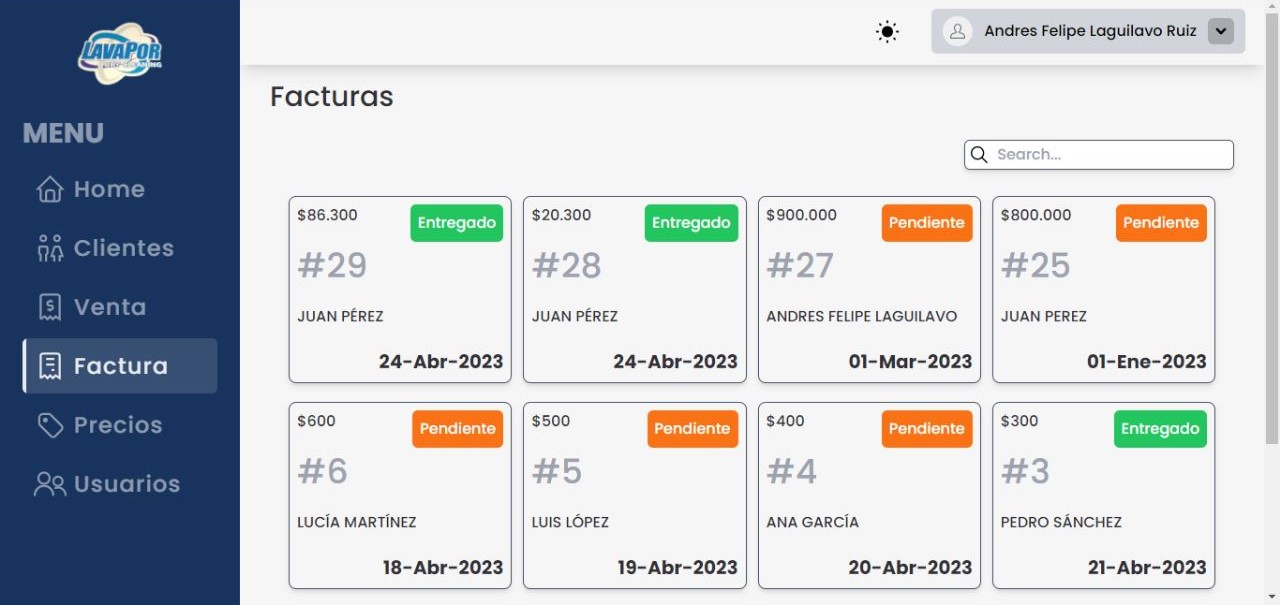 LAVAPOR
MENU
Home
Clientes
Venta
Factura
Precios
Usuarios
Andres Felipe Laguilavo Ruiz
Facturas
Search...
$86.300 Entregado
#29
JUAN PÉREZ
24-Abr-2023
$20.300 Entregado
#28
JUAN PÉREZ
24-Abr-2023
$900.000 Pendiente
#27
ANDRES FELIPE LAGUILAVO
01-Mar-2023
$800.000 Pendiente
#25
JUAN PEREZ
01-Ene-2023
$600 Pendiente
#6
LUCÍA MARTÍNEZ
18-Abr-2023
$500 Pendiente
#5
LUIS LÓPEZ
19-Abr-2023
$400 Pendiente
#4
ANA GARCÍA
20-Abr-2023
$300 Entregado
#3
PEDRO SÁNCHEZ
21-Abr-2023